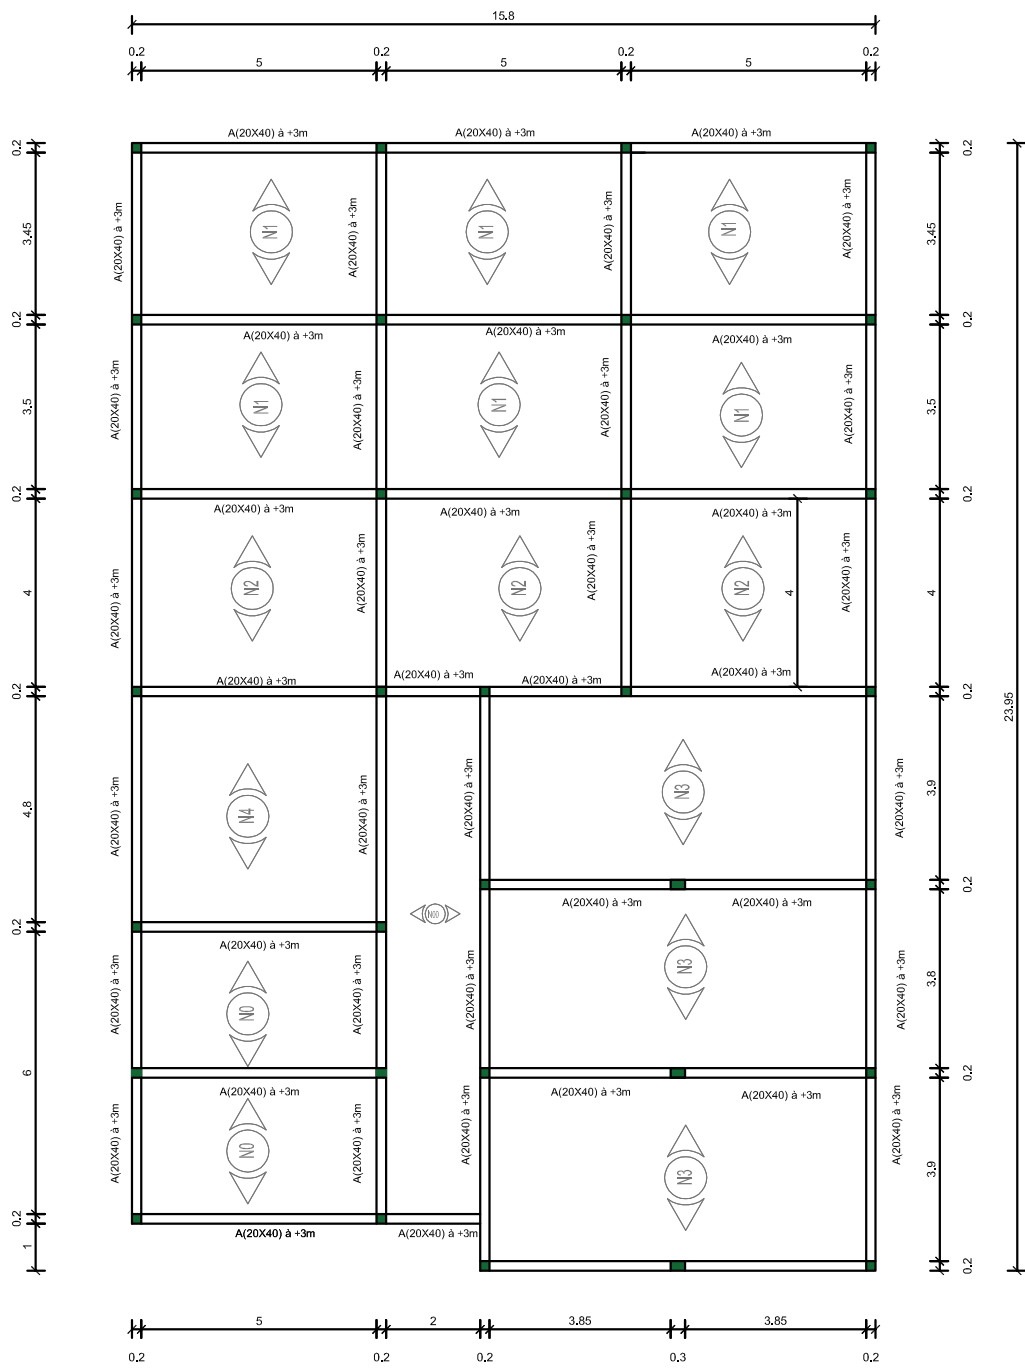 15.8
0.2 0.2 0.2 0.2
5 5 5
A(20X40) à +3m A(20X40) à +3m A(20X40) à +3m
0.2 0.2
3.45 A(20X40) à +3m N1 A(20X40) à +3m N1 A(20X40) à +3m N1 A(20X40) à +3m 3.45
0.2 0.2
A(20X40) à +3m A(20X40) à +3m A(20X40) à +3m
3.5 A(20X40) à +3m N1 A(20X40) à +3m N1 A(20X40) à +3m N1 A(20X40) à +3m 3.5
0.2 0.2
A(20X40) à +3m A(20X40) à +3m A(20X40) à +3m
4 A(20X40) à +3m N2 A(20X40) à +3m N2 A(20X40) à +3m N2 4 A(20X40) à +3m 4
A(20X40) à +3m A(20X40) à +3m A(20X40) à +3m A(20X40) à +3m
0.2 0.2
23.95
4.8 A(20X40) à +3m N4 A(20X40) à +3m A(20X40) à +3m N3 A(20X40) à +3m 3.9
0.2 0.2
A(20X40) à +3m A(20X40) à +3m
N00
A(20X40) à +3m
A(20X40) à +3m N0 A(20X40) à +3m A(20X40) à +3m N3 A(20X40) à +3m 3.8
6 0.2
A(20X40) à +3m A(20X40) à +3m A(20X40) à +3m
A(20X40) à +3m N0 A(20X40) à +3m A(20X40) à +3m N3 A(20X40) à +3m 3.9
0.2
A(20X40) à +3m A(20X40) à +3m
1 0.2
5 2 3.85 3.85
0.2 0.2 0.2 0.3 0.2